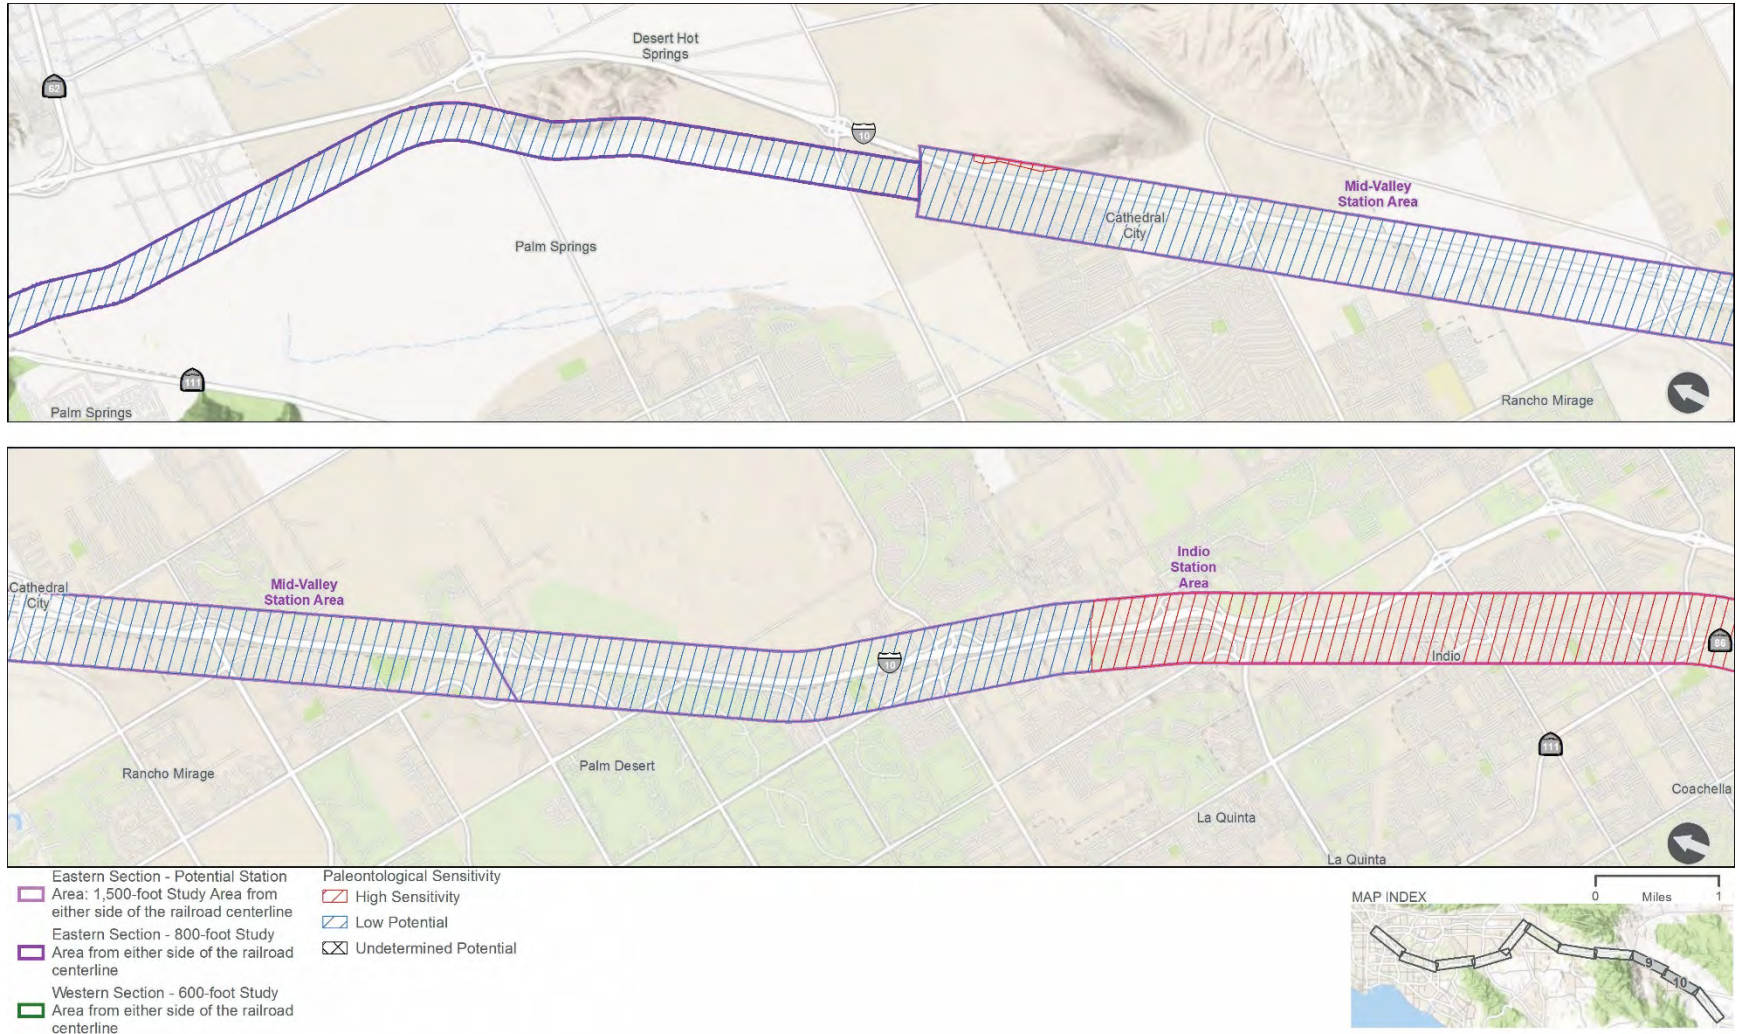 Desert Hot
Springs
62
10
Mid-Valley
Station Area
Cathedral
City
Palm Springs
111
Palm Springs
Rancho Mirage
Indio
Station
Area
Cathedral
City
Mid-Valley
Station Area
86
10
Indio
111
Rancho Mirage
Palm Desert
Coachella
La Quinta
La Quinta
Eastern Section - Potential Station
Area: 1,500-foot Study Area from
either side of the railroad centerline
Eastern Section - 800-foot Study
Area from either side of the railroad
centerline
Western Section - 600-foot Study
Area from either side of the railroad
centerline
Paleontological Sensitivity
High Sensitivity
Low Potential
Undetermined Potential
MAP INDEX
0 Miles 1
9
10